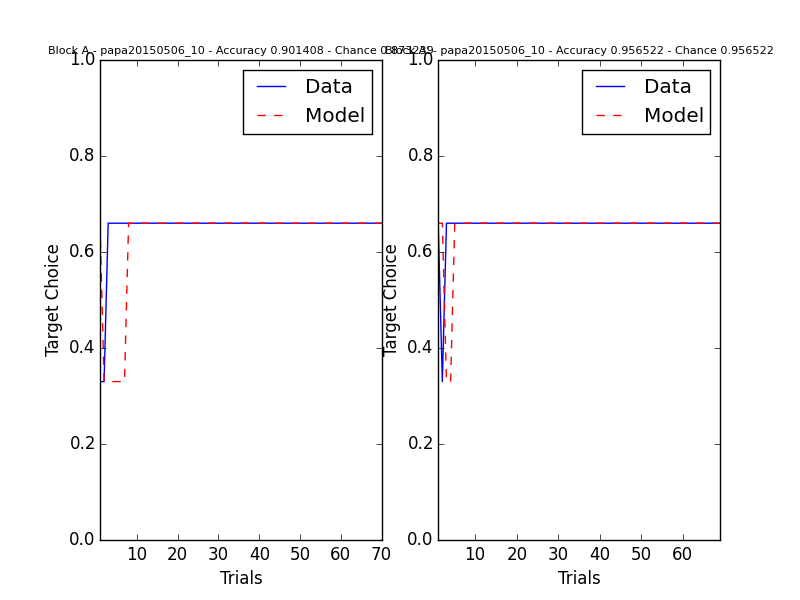 Block A - papa20150506_10 - Accuracy 0.901408 - Chance
- papa20150506_10 - Accuracy 0.956522 - Chance 0.956522
1.0
0.8
0.6
0.4
0.2
0.0
Target Choice
10 20 30 40 50 60 70
Trials
Data
Model
1.0
0.8
0.6
0.4
0.2
0.0
Target Choice
10 20 30 40 50 60
Trials
Data
Model